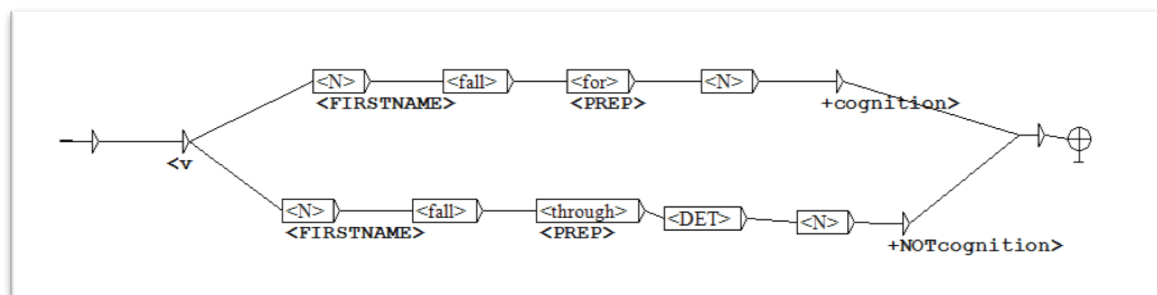 <N> <fall> <for> <N>
<FIRSTNAME> <PREP> +cognition>
<v
<N> <fall> <through> <DET> <N>
<FIRSTNAME> <PREP> +NOTcognition>